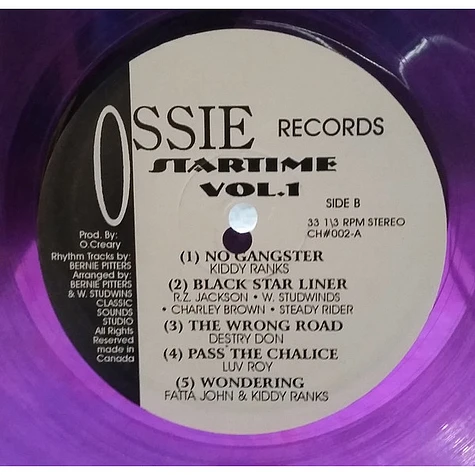 OSSIE RECORDS
STARTIME
VOL.1
SIDE B
33 1\3 RPM STEREO
CH#002-A
Prod. By:
O.Creary
Rhythm Tracks by:
BERNIE PITTERS
Arranged by:
BERNIE PITTERS
& W. STUDWINS
CLASSIC
SOUNDS
STUDIO
All Rights
Reserved
made in
Canada
(1) NO GANGSTER
KIDDY RANKS
(2) BLACK STAR LINER
R.Z. JACKSON • W. STUDWINDS
• CHARLEY BROWN • STEADY RIDER
(3) THE WRONG ROAD
DESTRY DON
(4) PASS THE CHALICE
LUV ROY
(5) WONDERING
FATTA JOHN & KIDDY RANKS